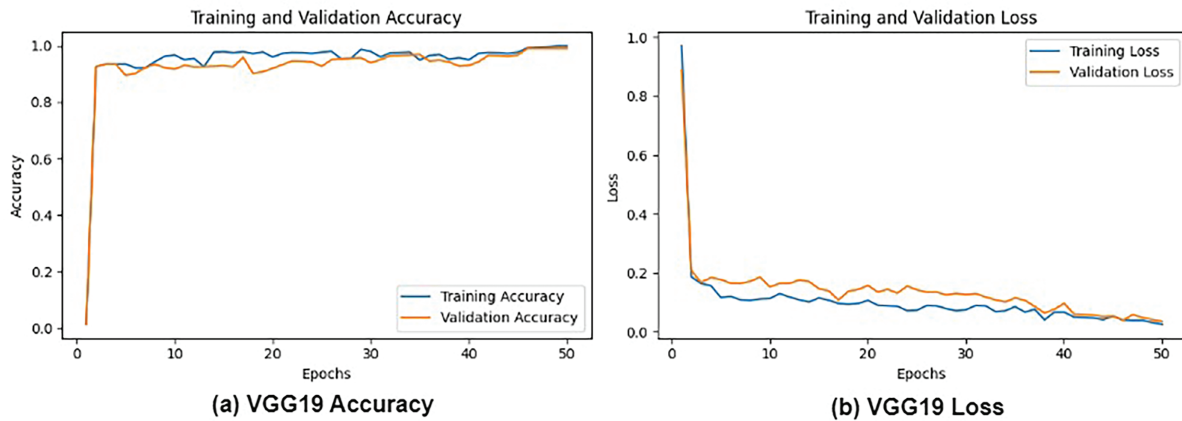 Training and Validation Accuracy
1.0
0.8
0.6
0.4
0.2
0.0
Accuracy
Training Accuracy
Validation Accuracy
0 10 20 30 40 50
Epochs
(a) VGG19 Accuracy
Training and Validation Loss
1.0
0.8
0.6
0.4
0.2
0.0
Loss
Training Loss
Validation Loss
0 10 20 30 40 50
Epochs
(b) VGG19 Loss